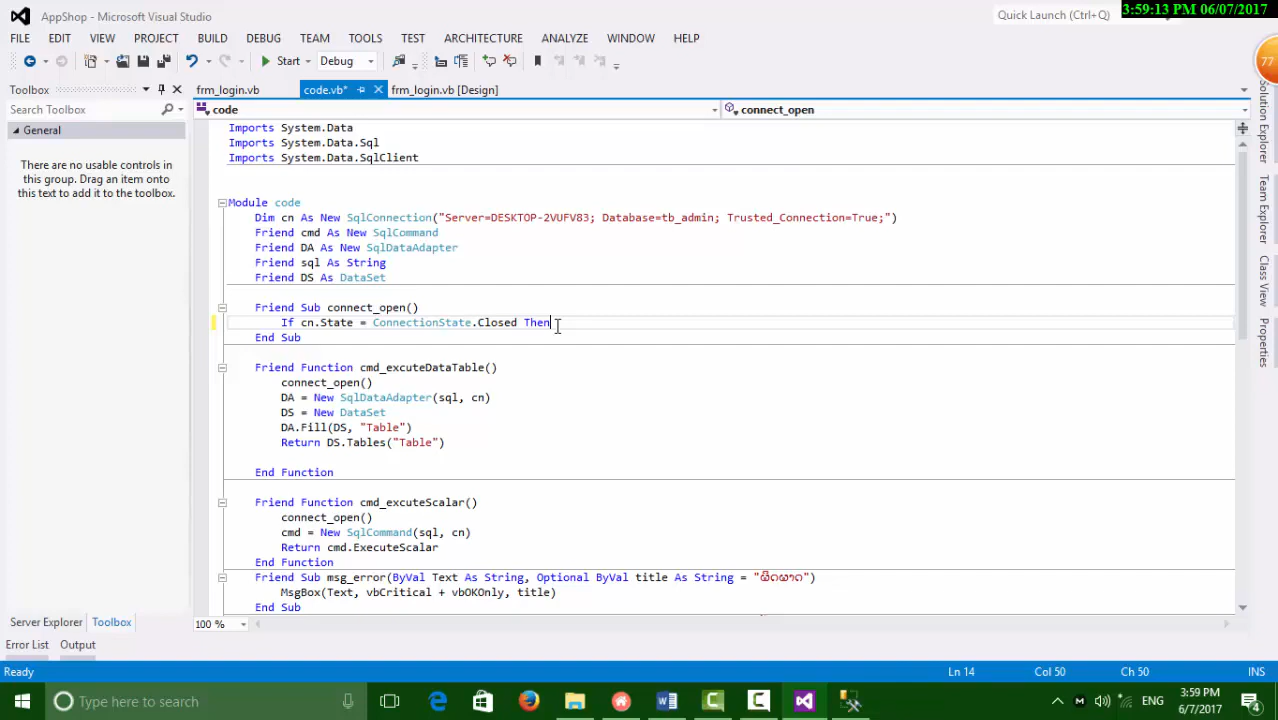 AppShop - Microsoft Visual Studio
Quick Launch (Ctrl+Q)
3:59:13 PM 06/07/2017
FILE EDIT VIEW PROJECT BUILD DEBUG TEAM TOOLS TEST ARCHITECTURE ANALYZE WINDOW HELP
Start Debug
77
Toolbox
frm_login.vb code.vb* frm_login.vb [Design]
Search Toolbox
code connect_open
General
There are no usable controls in
this group. Drag an item onto
this text to add it to the toolbox.
Imports System.Data
Imports System.Data.Sql
Imports System.Data.SqlClient
Module code
Dim cn As New SqlConnection("Server=DESKTOP-2VUFV83; Database=tb_admin; Trusted_Connection=True;")
Friend cmd As New SqlCommand
Friend DA As New SqlDataAdapter
Friend sql As String
Friend DS As DataSet
Friend Sub connect_open()
If cn.State = ConnectionState.Closed Then
End Sub
Friend Function cmd_excuteDataTable()
connect_open()
DA = New SqlDataAdapter(sql, cn)
DS = New DataSet
DA.Fill(DS, "Table")
Return DS.Tables("Table")
End Function
Friend Function cmd_excuteScalar()
connect_open()
cmd = New SqlCommand(sql, cn)
Return cmd.ExecuteScalar
End Function
Friend Sub msg_error(ByVal Text As String, Optional ByVal title As String = "ຜິດພາດ")
MsgBox(Text, vbCritical + vbOKOnly, title)
End Sub
Solution Explorer
Team Explorer
Class View
Properties
100 %
Server Explorer Toolbox
Error List Output
Ready
Ln 14 Col 50 Ch 50 INS
Type here to search
ENG
3:59 PM
6/7/2017
4